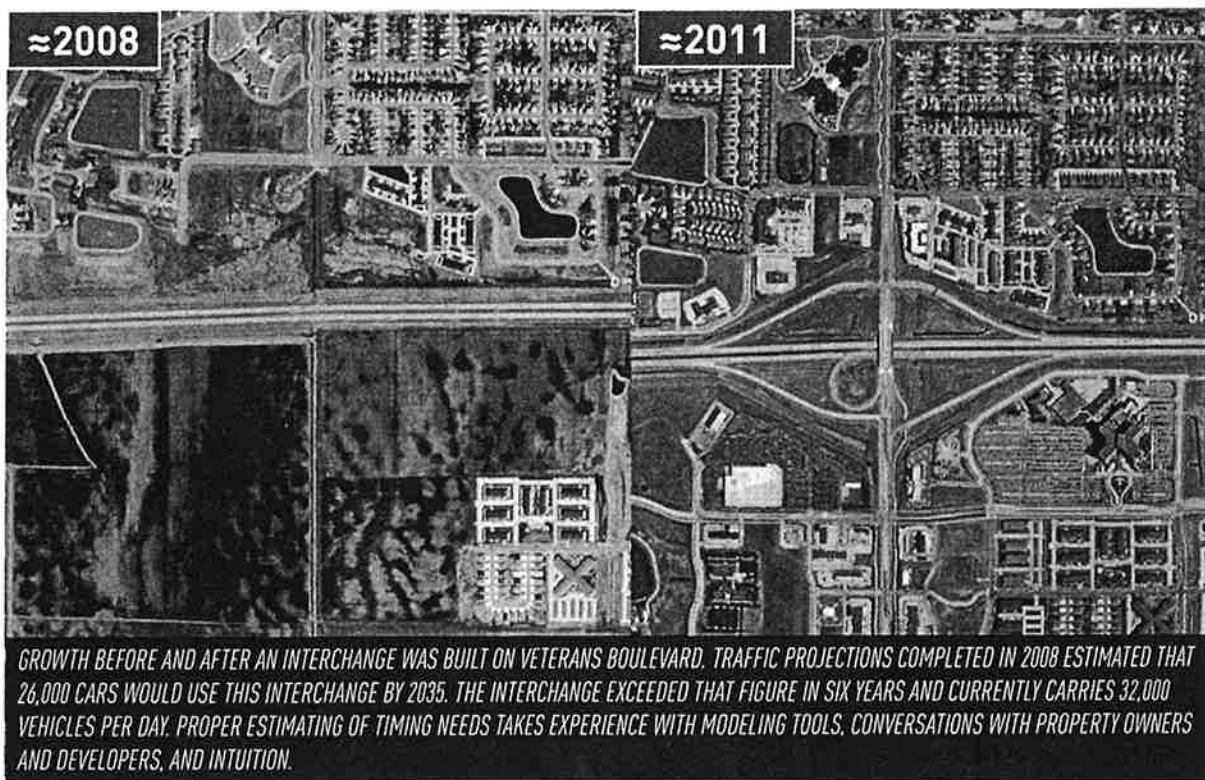 ≈2008
≈2011
GROWTH BEFORE AND AFTER AN INTERCHANGE WAS BUILT ON VETERANS BOULEVARD. TRAFFIC PROJECTIONS COMPLETED IN 2008 ESTIMATED THAT
26,000 CARS WOULD USE THIS INTERCHANGE BY 2035. THE INTERCHANGE EXCEEDED THAT FIGURE IN SIX YEARS AND CURRENTLY CARRIES 32,000
VEHICLES PER DAY. PROPER ESTIMATING OF TIMING NEEDS TAKES EXPERIENCE WITH MODELING TOOLS, CONVERSATIONS WITH PROPERTY OWNERS
AND DEVELOPERS, AND INTUITION.